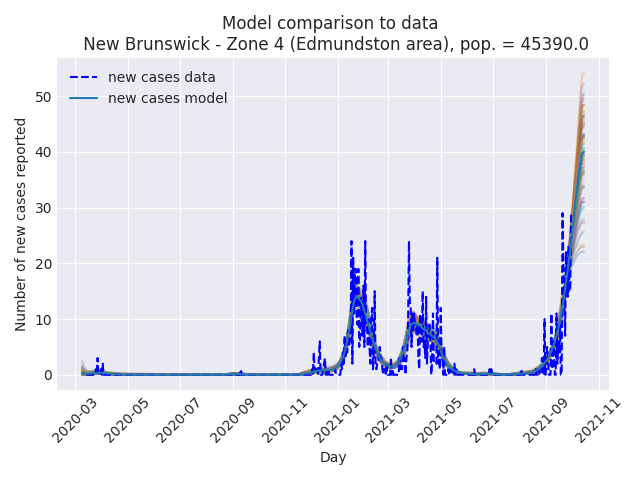 Model comparison to data
New Brunswick - Zone 4 (Edmundston area), pop. = 45390.0
new cases data
new cases model
Number of new cases reported
50
40
30
20
10
0
2020-03
2020-05
2020-07
2020-09
2020-11
2021-01
2021-03
2021-05
2021-07
2021-09
2021-11
Day